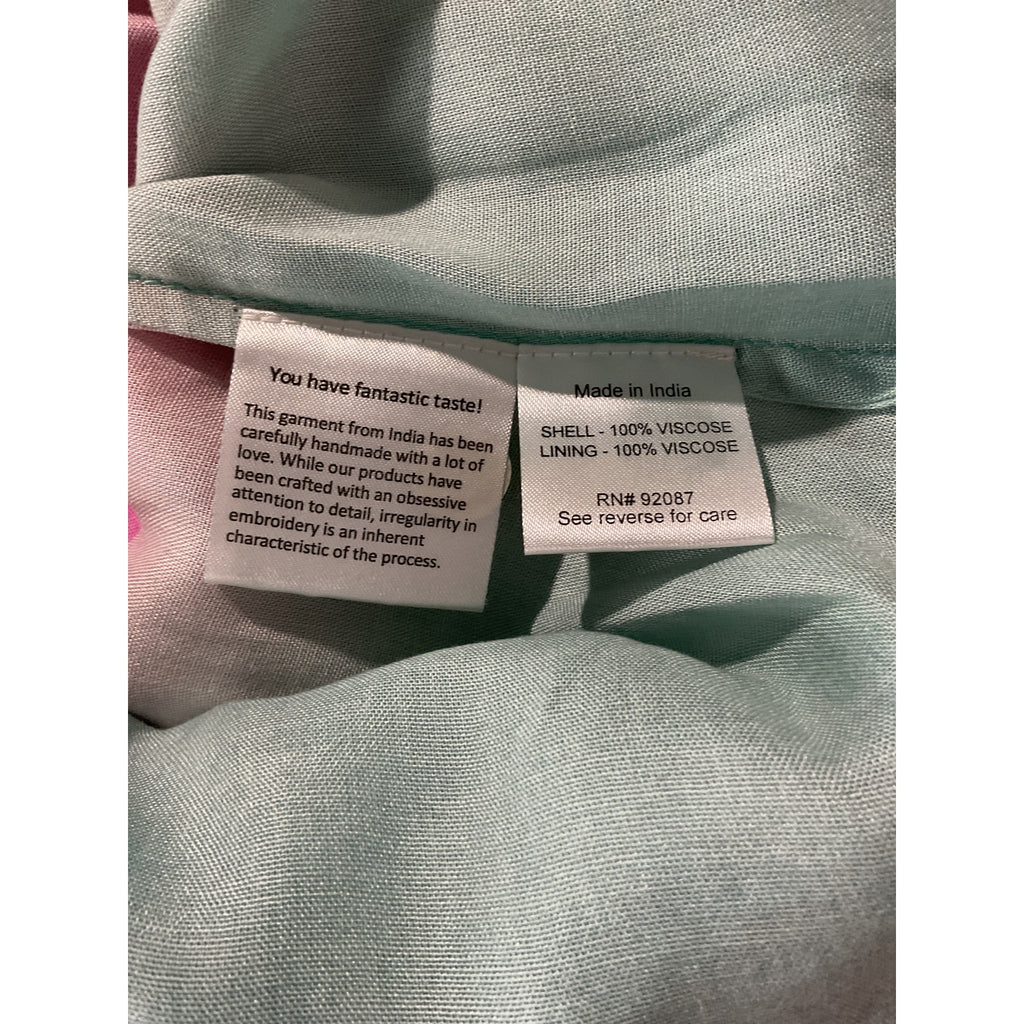 You have fantastic taste!
This garment from India has been
carefully handmade with a lot of
love. While our products have
been crafted with an obsessive
attention to detail, irregularity in
embroidery is an inherent
characteristic of the process.
Made in India
SHELL - 100% VISCOSE
LINING - 100% VISCOSE
RN# 92087
See reverse for care